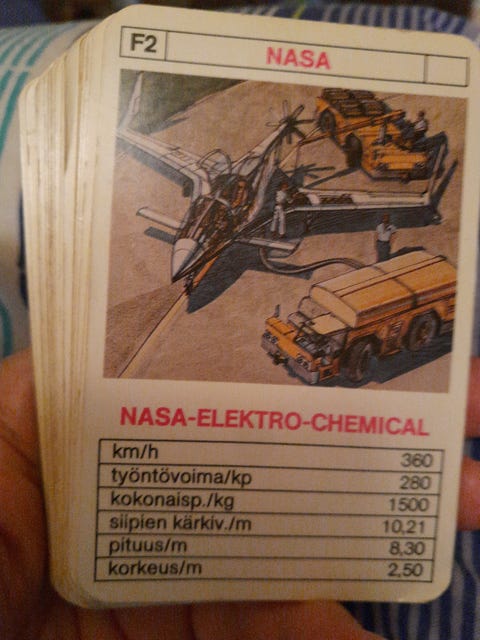 F2
NASA
NASA-ELEKTRO-CHEMICAL
km/h 360
työntövoima/kp 280
kokonaisp./kg 1500
siipien kärkiv./m 10,21
pituus/m 8,30
korkeus/m 2,50